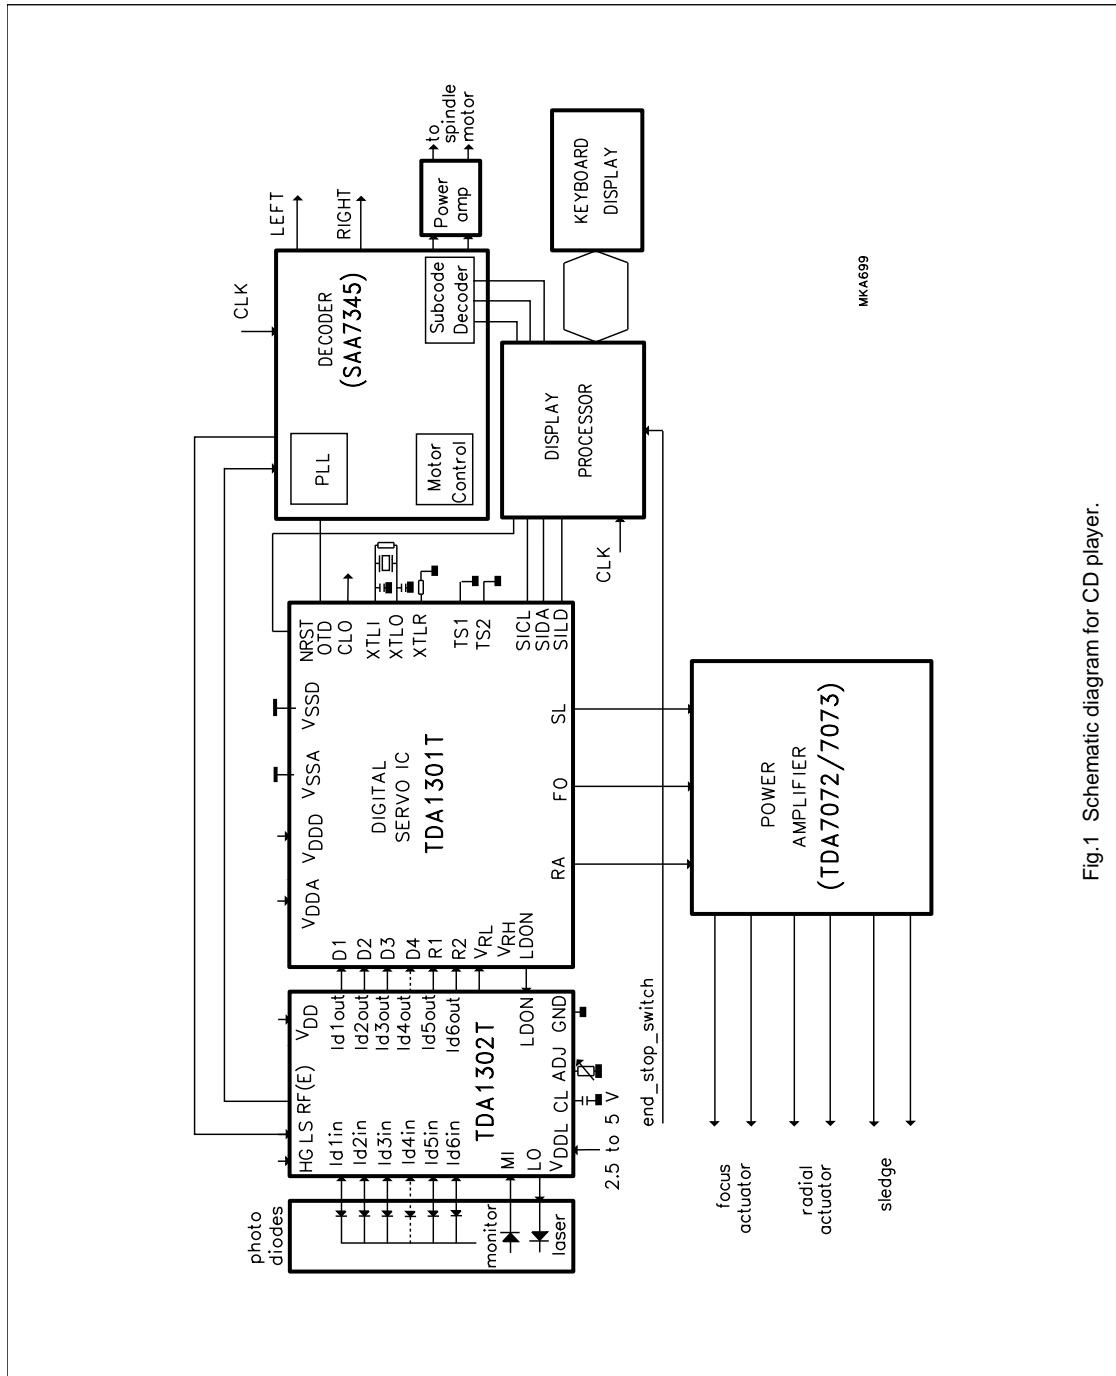 photo
diodes
monitor
laser
HG
LS
RF(E)
VDD
Id1in
Id2in
Id3in
Id4in
Id5in
Id6in
MI
LO
Id1out
Id2out
Id3out
Id4out
Id5out
Id6out
TDA1302T
LDON
VDDL
CL
ADJ
GND
2.5 to 5 V
end_stop_switch
VDDA
VDDD
VSSA
VSSD
D1
D2
D3
D4
R1
R2
VRL
VRH
LDON
DIGITAL
SERVO IC
TDA1301T
RA
FO
SL
NRST
OTD
CLO
XTLI
XTLO
XTLR
TS1
TS2
SICL
SIDA
SILD
CLK
PLL
Motor
Control
DECODER
(SAA7345)
Subcode
Decoder
CLK
LEFT
RIGHT
Power
amp
to
spindle
motor
DISPLAY
PROCESSOR
KEYBOARD
DISPLAY
POWER
AMPLIFIER
(TDA7072/7073)
focus
actuator
radial
actuator
sledge
MKA699
Fig.1 Schematic diagram for CD player.